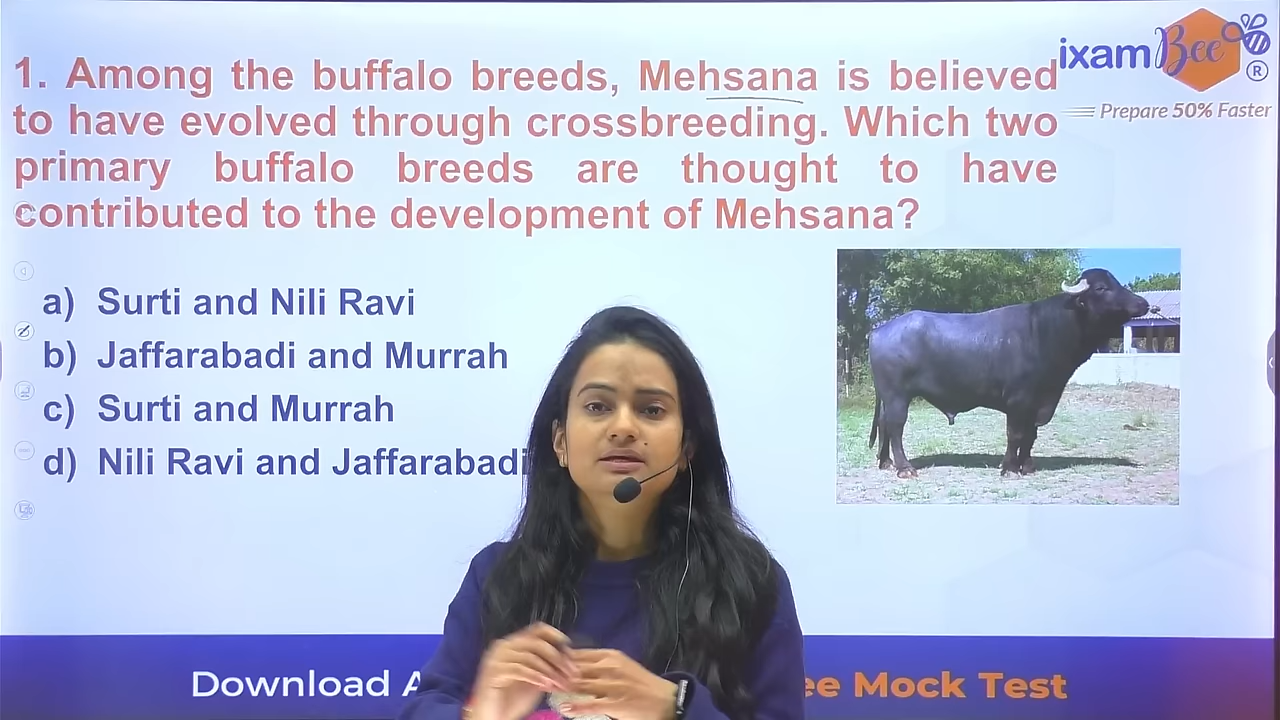 ixamBee®
Prepare 50% Faster
1. Among the buffalo breeds, Mehsana is believed
to have evolved through crossbreeding. Which two
primary buffalo breeds are thought to have
contributed to the development of Mehsana?
a) Surti and Nili Ravi
b) Jaffarabadi and Murrah
c) Surti and Murrah
d) Nili Ravi and Jaffarabadi
Download A
ee Mock Test